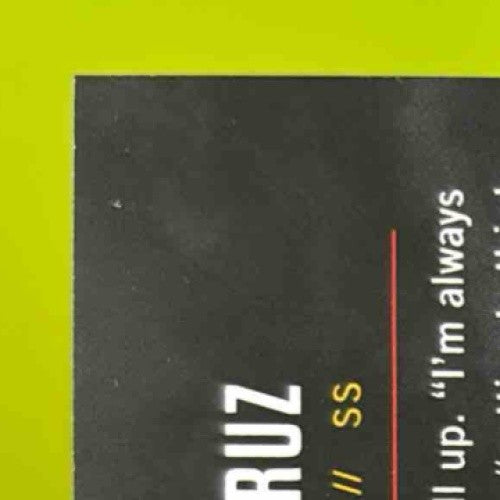 RUZ
// SS
ll up. “I’m always